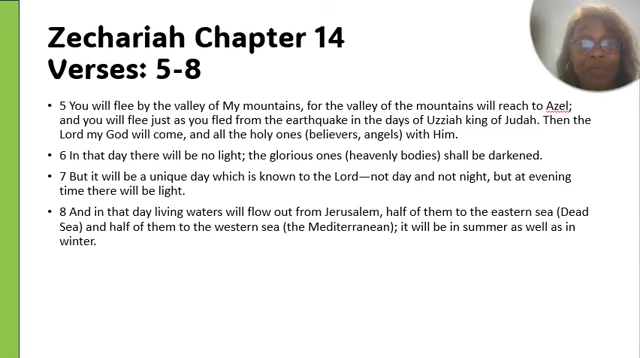 Zechariah Chapter 14
Verses: 5-8
• 5 You will flee by the valley of My mountains, for the valley of the mountains will reach to Azel;
and you will flee just as you fled from the earthquake in the days of Uzziah king of Judah. Then the
Lord my God will come, and all the holy ones (believers, angels) with Him.
• 6 In that day there will be no light; the glorious ones (heavenly bodies) shall be darkened.
• 7 But it will be a unique day which is known to the Lord—not day and not night, but at evening
time there will be light.
• 8 And in that day living waters will flow out from Jerusalem, half of them to the eastern sea (Dead
Sea) and half of them to the western sea (the Mediterranean); it will be in summer as well as in
winter.